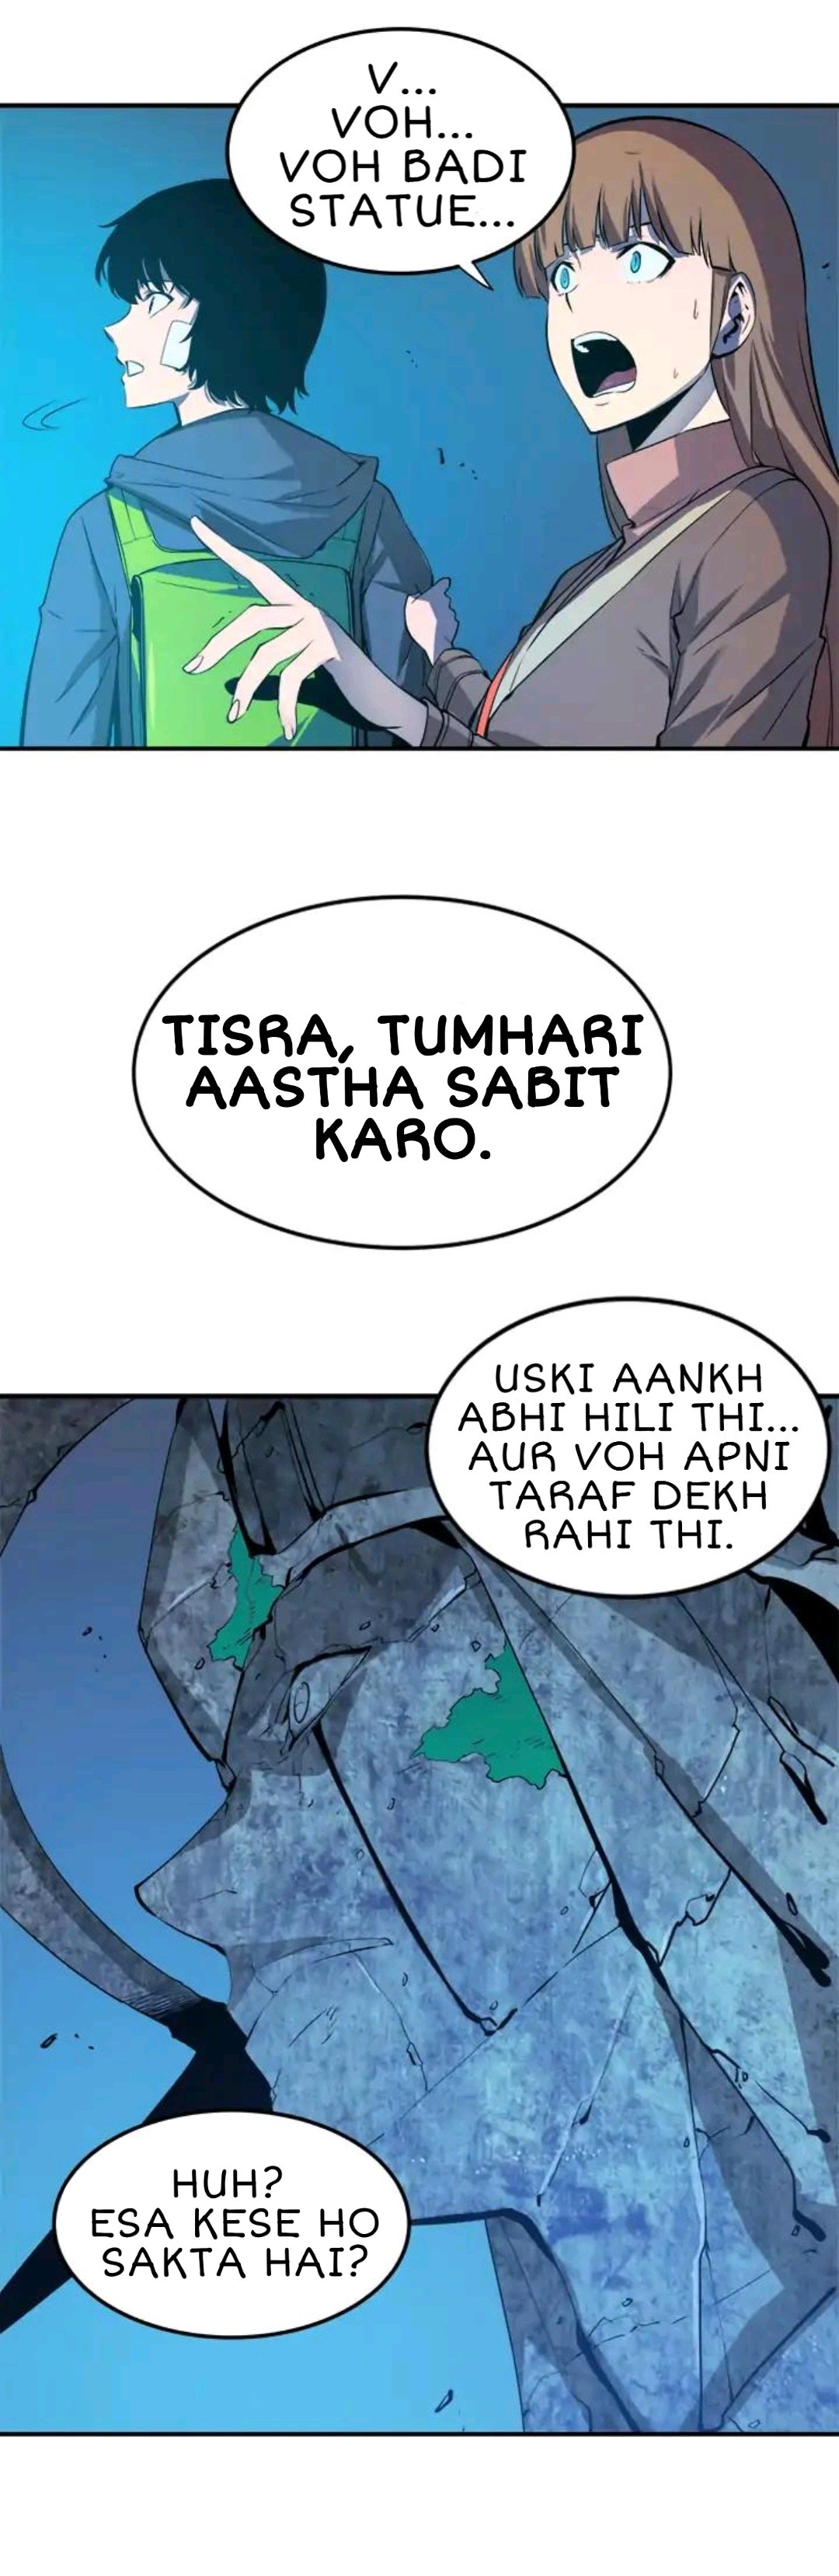 V...
VOH...
VOH BADI
STATUE...
TISRA, TUMHARI
AASTHA SABIT
KARO.
USKI AANKH
ABHI HILI THI...
AUR VOH APNI
TARAF DEKH
RAHI THI.
HUH?
ESA KESE HO
SAKTA HAI?